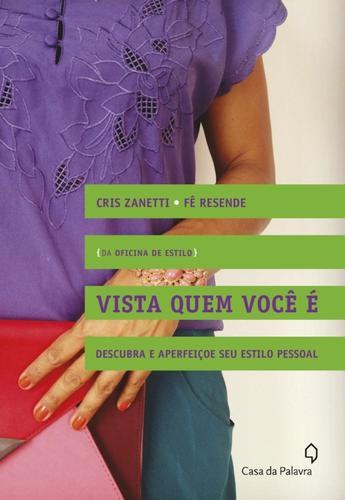 CRIS ZANETTI • FÊ RESENDE
{DA OFICINA DE ESTILO}
VISTA QUEM VOCÊ É
DESCUBRA E APERFEIÇOE SEU ESTILO PESSOAL
Casa da Palavra